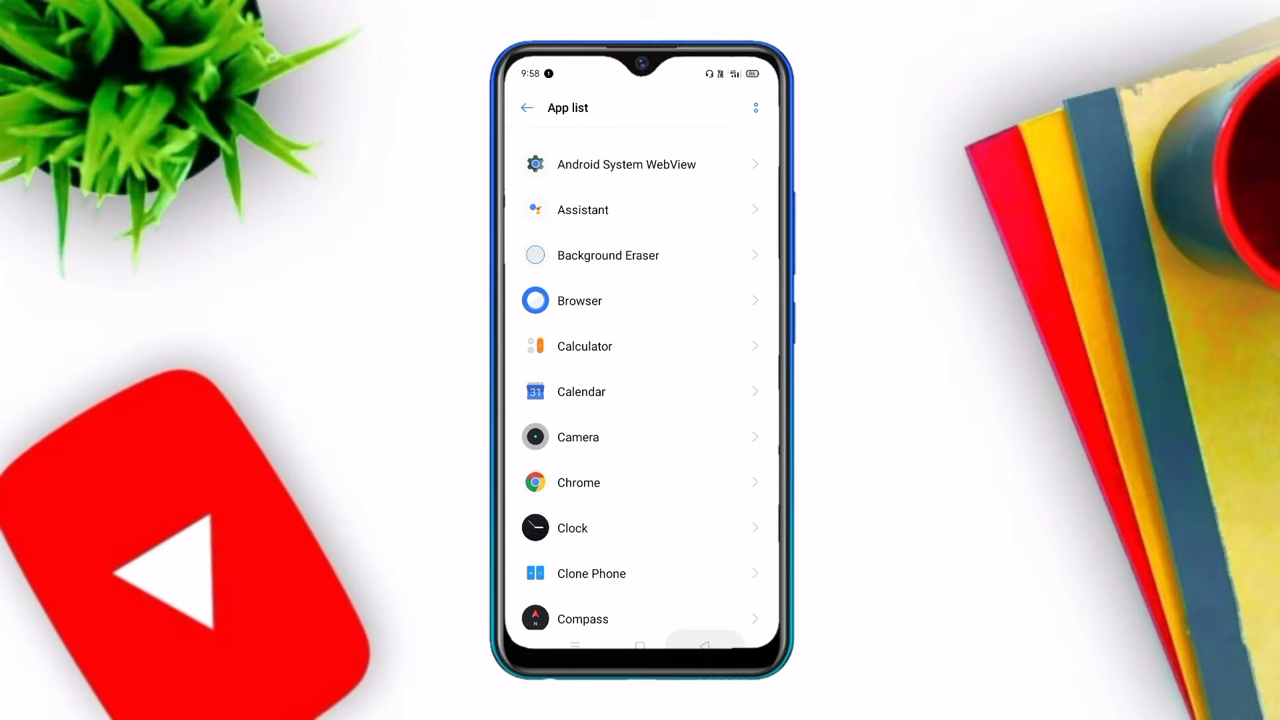 9:58
App list
Android System WebView
Assistant
Background Eraser
Browser
Calculator
31
Calendar
Camera
Chrome
Clock
Clone Phone
N
Compass